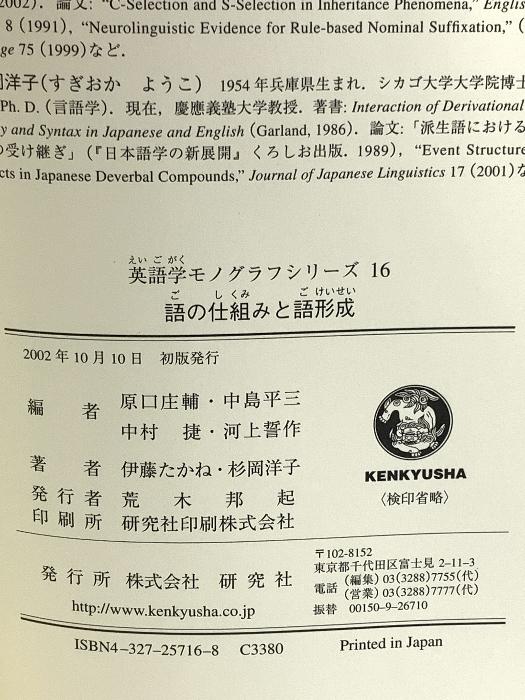 2002). 論文: "C-Selection and S-Selection in Inheritance Phenomena," English
8 (1991), "Neurolinguistic Evidence for Rule-based Nominal Suffixation," (
ge 75 (1999)など.
洋子(すぎおか ようこ) 1954年兵庫県生まれ. シカゴ大学大学院博士
Ph. D. (言語学). 現在, 慶應義塾大学教授. 著書: Interaction of Derivational
y and Syntax in Japanese and English (Garland, 1986). 論文:「派生語における
の受け継ぎ」(『日本語学の新展開』くろしお出版. 1989), "Event Structure
cts in Japanese Deverbal Compounds," Journal of Japanese Linguistics 17 (2001)な
えい ご がく
英語学モノグラフシリーズ 16
ご し くみ ご けいせい
語の仕組みと語形成
2002年10月10日 初版発行
編 者 原口庄輔・中島平三
中村 捷・河上誓作
著 者 伊藤たかね・杉岡洋子
発行者 荒木邦起
印刷所 研究社印刷株式会社
KENKYUSHA
〈検印省略〉
発行所 株式会社 研究社
http://www.kenkyusha.co.jp
〒102-8152
東京都千代田区富士見 2-11-3
電話 (編集) 03(3288)7755(代)
(営業) 03(3288)7777(代)
振替 00150-9-26710
ISBN4-327-25716-8 C3380 Printed in Japan